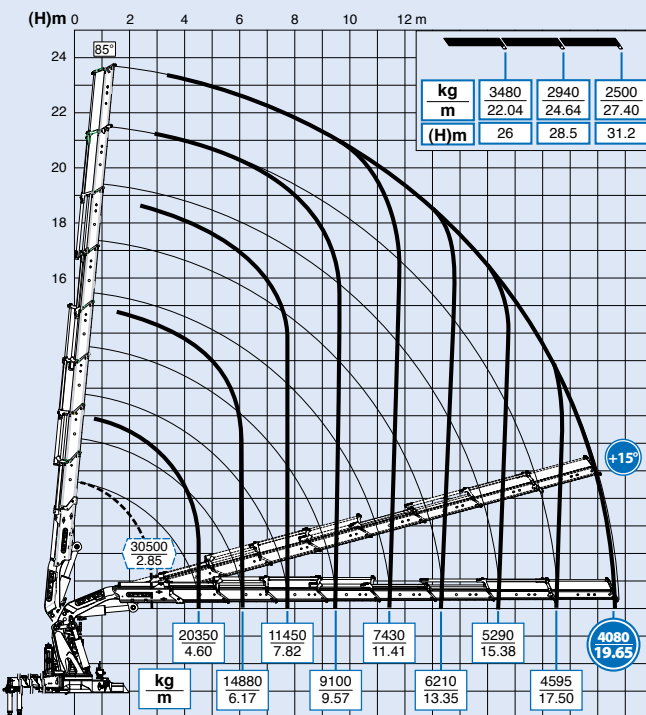 (H)m 0 2 4 6 8 10 12 m
24
85°
kg 3480 2940 2500
m 22.04 24.64 27.40
(H)m 26 28.5 31.2
22
20
18
16
+15°
30500
2.85
20350 11450 7430 5290 4080
4.60 7.82 11.41 15.38 19.65
kg 14880 9100 6210 4595
m 6.17 9.57 13.35 17.50